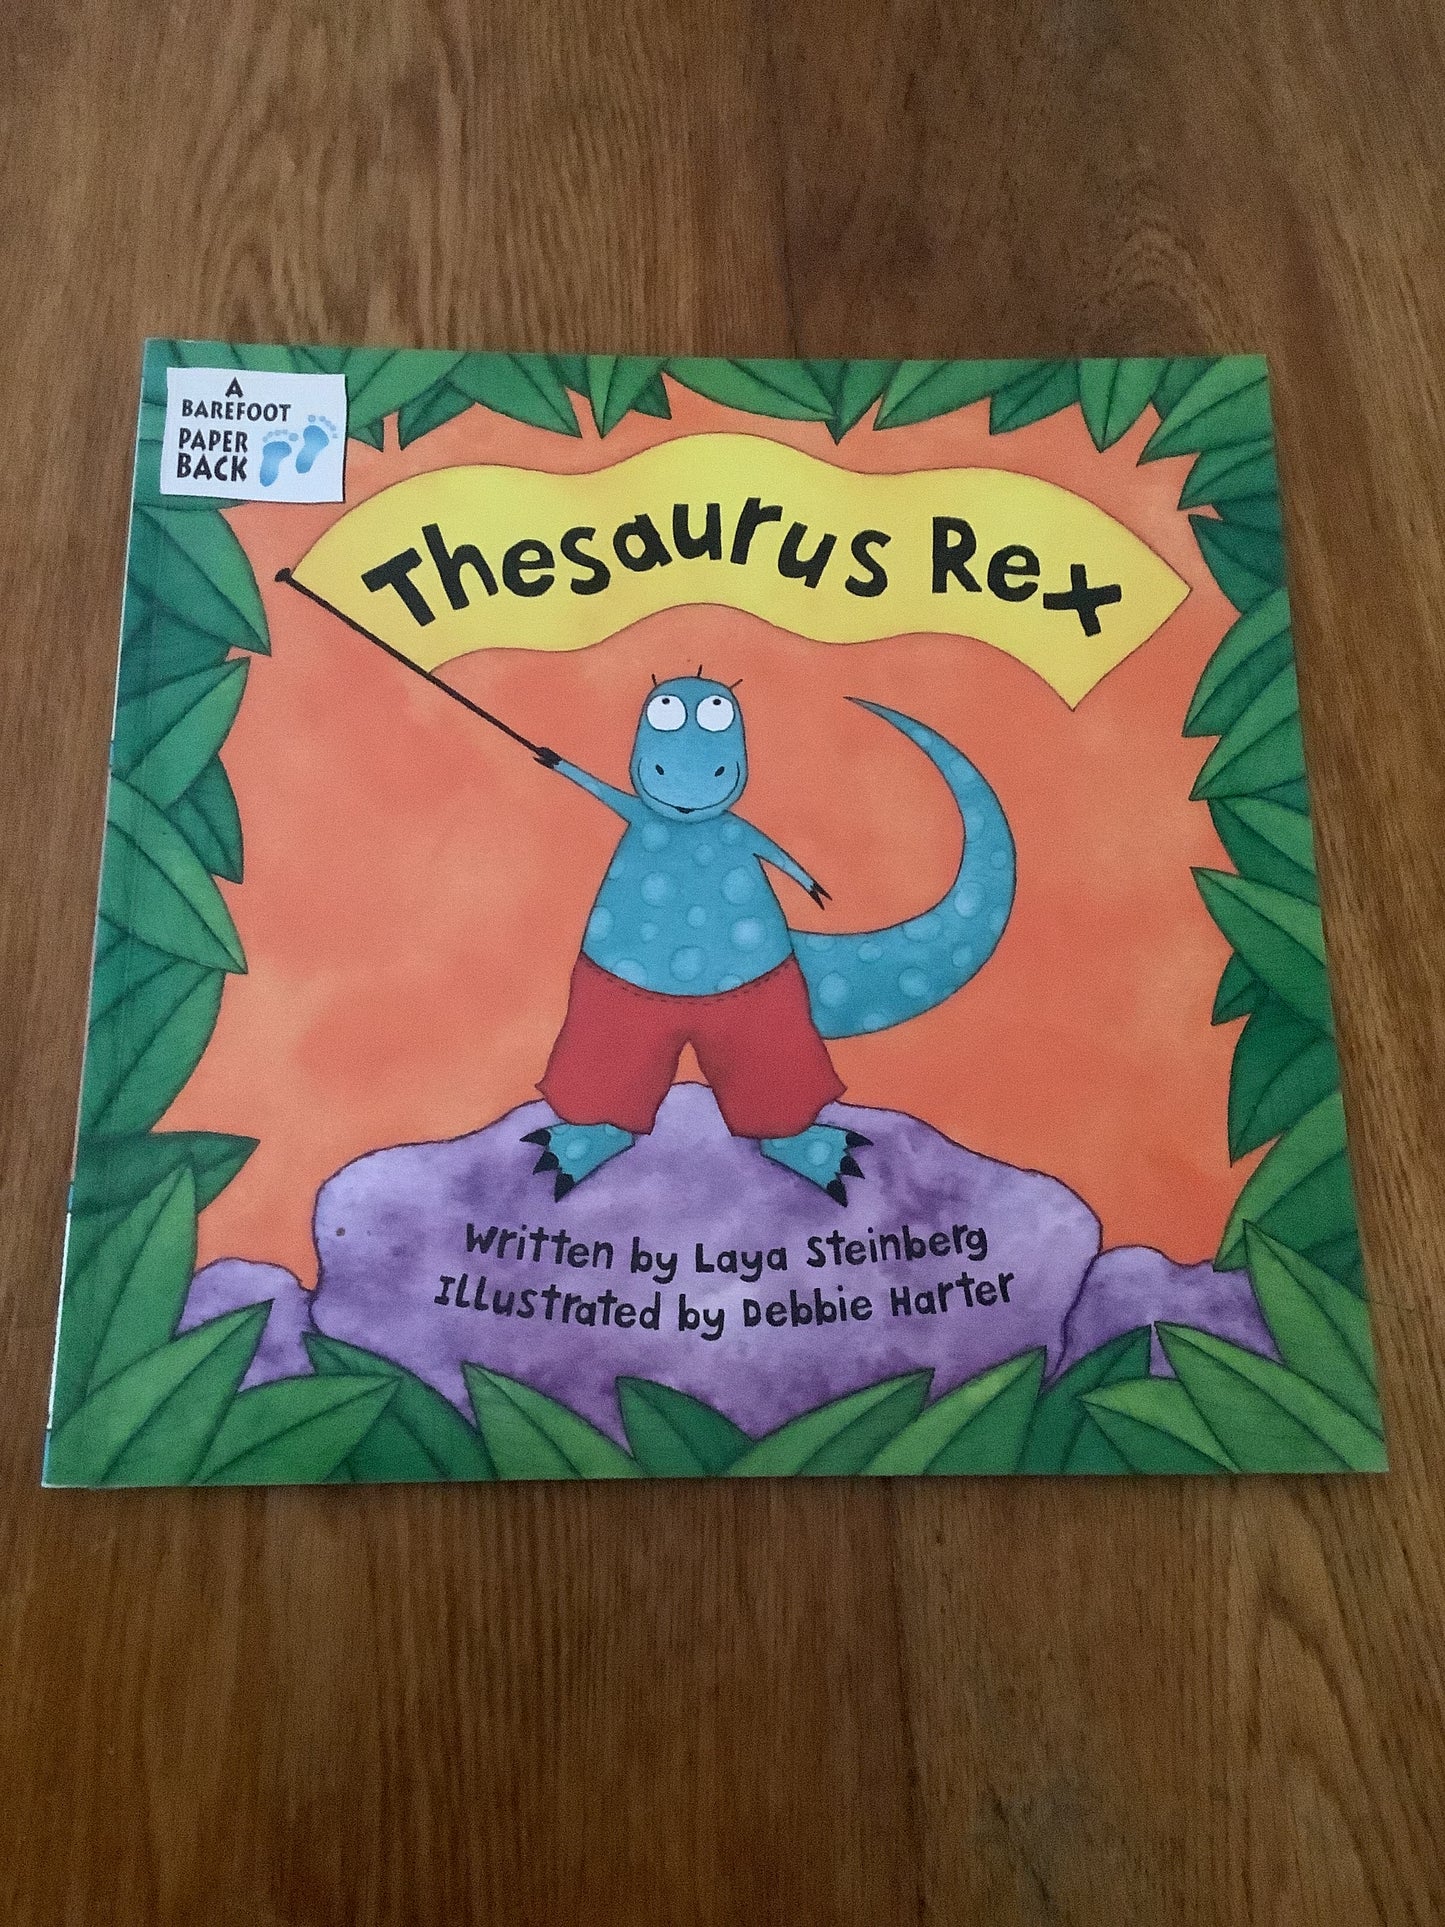 A
BAREFOOT
PAPER
BACK
Thesaurus Rex
Written by Laya Steinberg
Illustrated by Debbie Harter